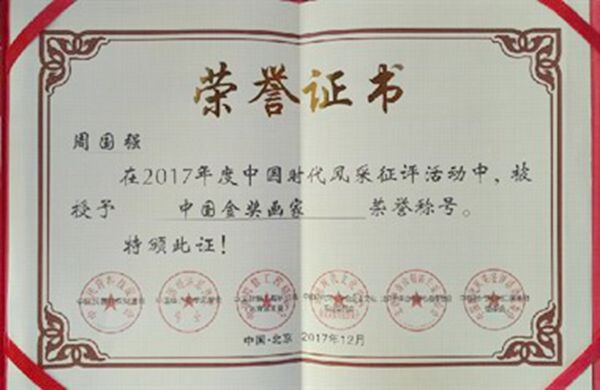 荣誉证书
周国强
在2017年度中国时代风采征评活动中,被
授予 中国金奖画家 荣誉称号。
特颁此证!
中国·北京 2017年12月